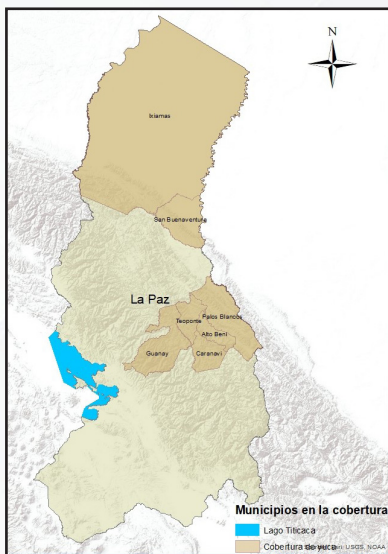 N
Ixiamas
San Buenaventura
La Paz
Palos Blancos
Teoponte
Alto Beni
Guanay
Caranavi
Municipios en la cobertura
Lago Titicaca
Cobertura de yuca
USGS, NOAA